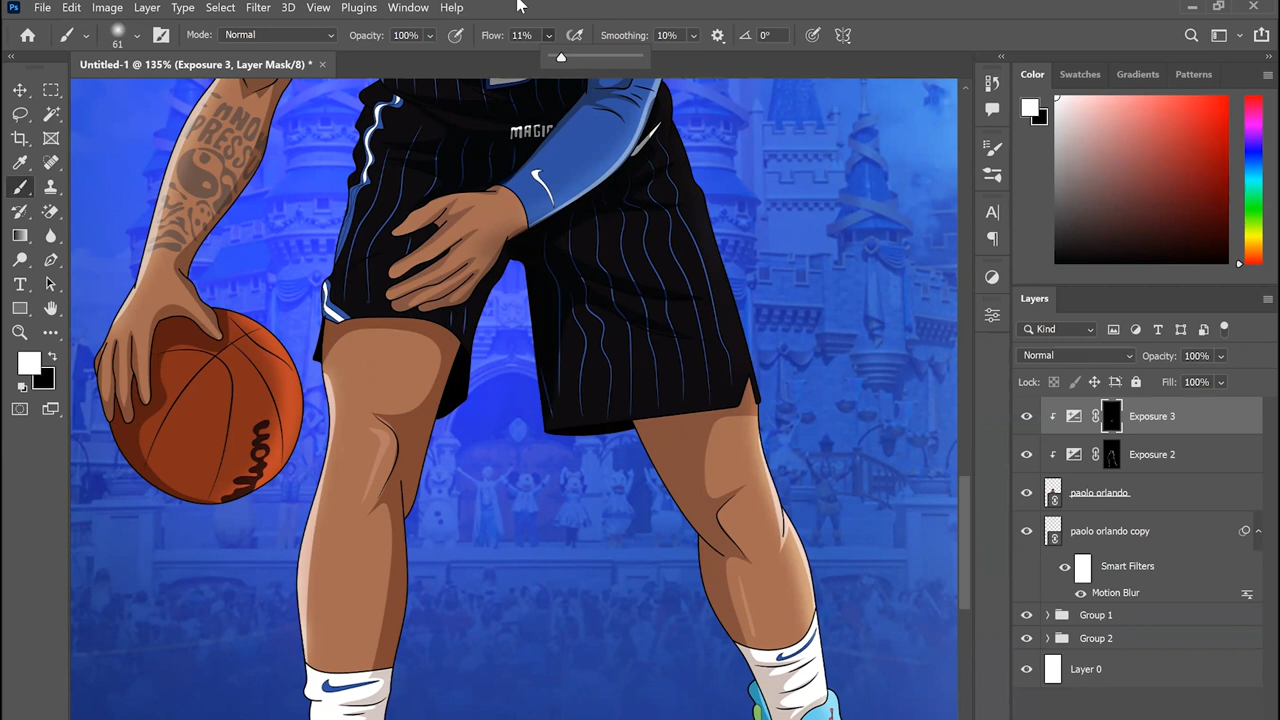 Ps File Edit Image Layer Type Select Filter 3D View Plugins Window Help
61 Mode: Normal Opacity: 100% Flow: 11% Smoothing: 10% 0°
Untitled-1 @ 135% (Exposure 3, Layer Mask/8) *
Color Swatches Gradients Patterns
MAGIC
PRESS
Layers
Kind
Normal Opacity: 100%
Lock: Fill: 100%
Exposure 3
Exposure 2
paolo orlando
paolo orlando copy
Smart Filters
Motion Blur
Group 1
Group 2
Layer 0